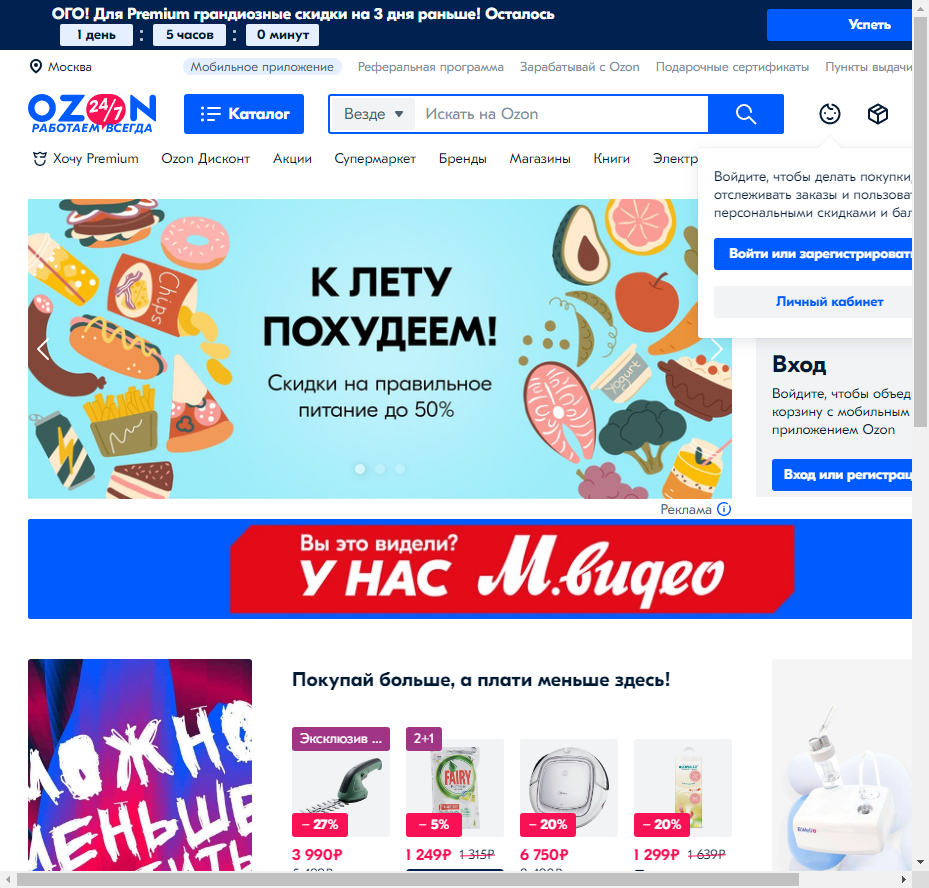 ОГО! Для Premium грандиозные скидки на 3 дня раньше! Осталось
1 день : 5 часов : 0 минут
Успеть
Москва
Мобильное приложение
Реферальная программа
Зарабатывай с Ozon
Подарочные сертификаты
Пункты выдачи
OZON
24/7
РАБОТАЕМ ВСЕГДА
Каталог
Везде
Искать на Ozon
Хочу Premium
Ozon Дисконт
Акции
Супермаркет
Бренды
Магазины
Книги
Электр
Войдите, чтобы делать покупки,
отслеживать заказы и пользоват
персональными скидками и бал
Войти или зарегистрироват
Личный кабинет
Chips
К ЛЕТУ
ПОХУДЕЕМ!
Скидки на правильное
питание до 50%
Yogurt
Вход
Войдите, чтобы объед
корзину с мобильным
приложением Ozon
Вход или регистрац
Реклама
Вы это видели?
У НАС М.видео
МОЖНО
МЕНЬШЕ
Покупай больше, а плати меньше здесь!
Эксклюзив ...
2+1
FAIRY
– 27%
– 5%
– 20%
– 20%
3 990₽
1 249₽ 1 315₽
6 750₽
1 299₽ 1 639₽